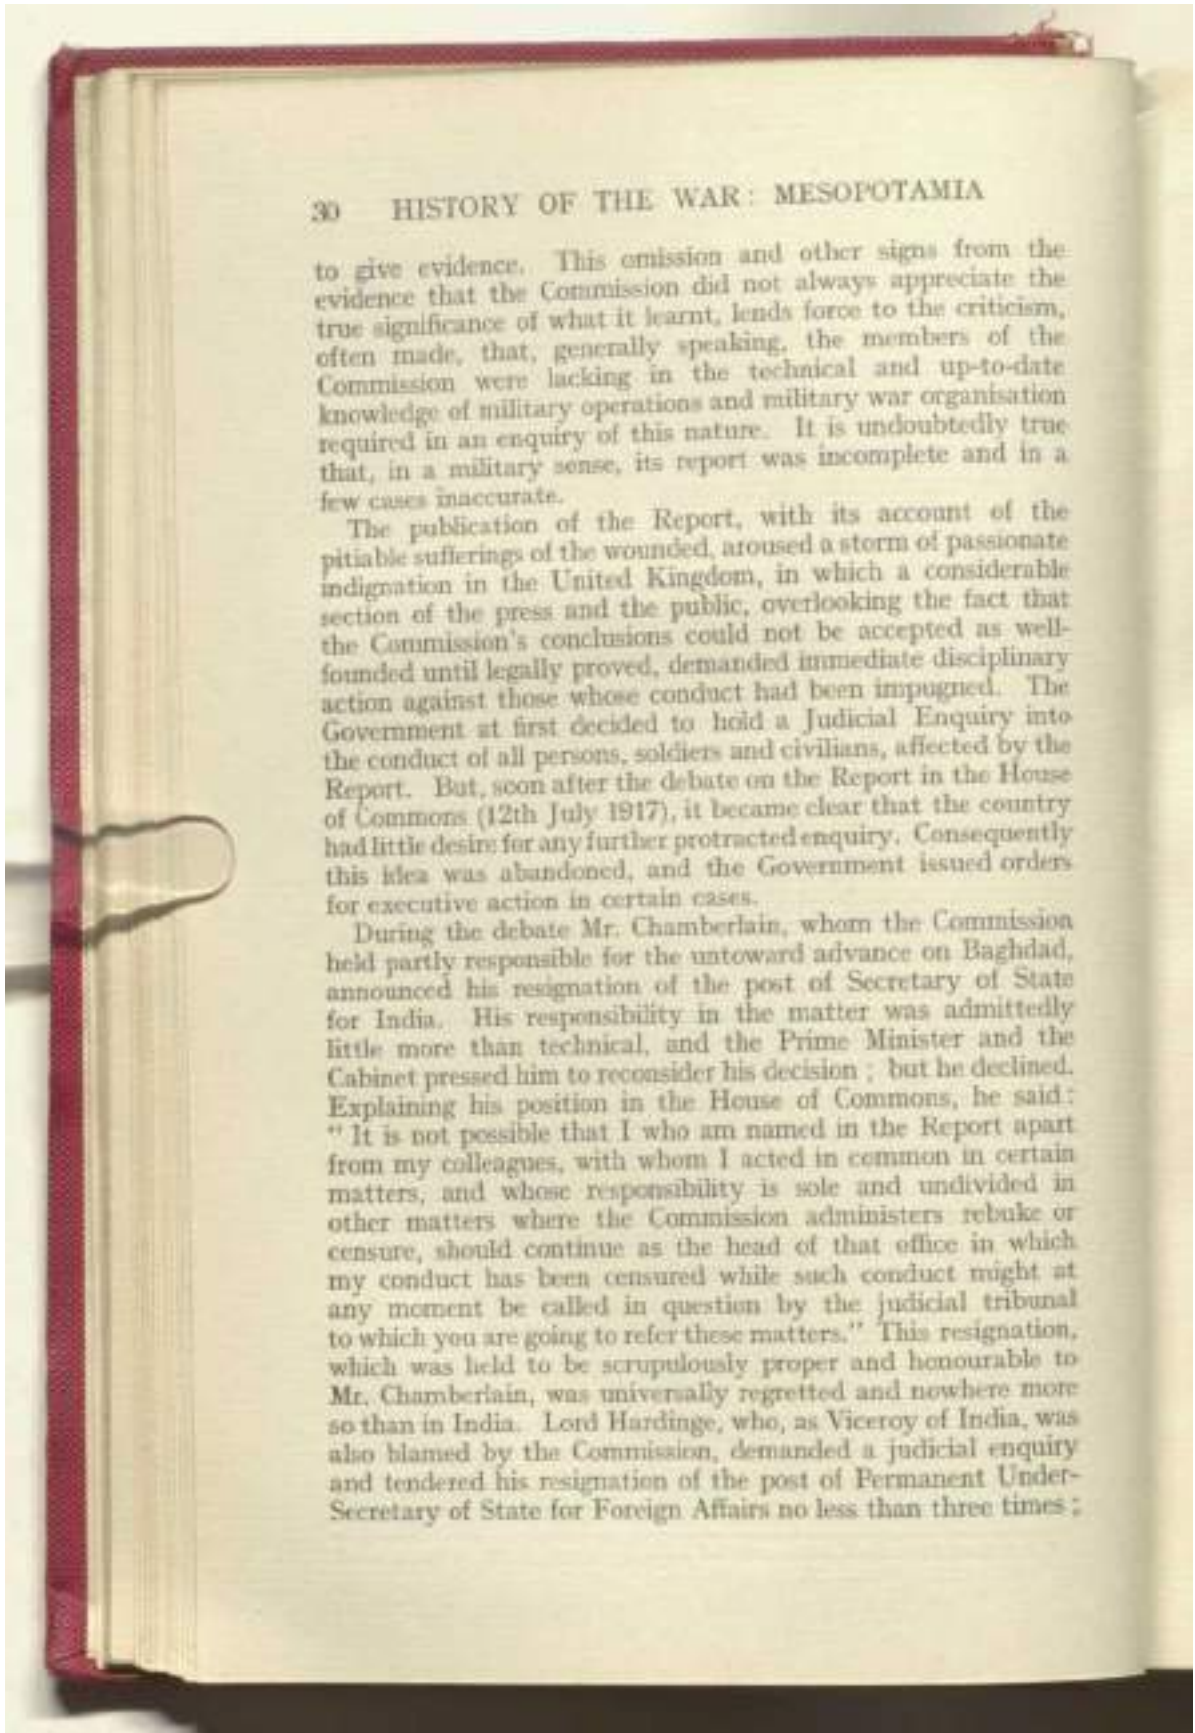 30 HISTORY OF THE WAR: MESOPOTAMIA
to give evidence. This omission and other signs from the
evidence that the Commission did not always appreciate the
true significance of what it learnt, lends force to the criticism,
often made, that, generally speaking, the members of the
Commission were lacking in the technical and up-to-date
knowledge of military operations and military war organisation
required in an enquiry of this nature. It is undoubtedly true
that, in a military sense, its report was incomplete and in a
few cases inaccurate.
The publication of the Report, with its account of the
pitiable sufferings of the wounded, aroused a storm of passionate
indignation in the United Kingdom, in which a considerable
section of the press and the public, overlooking the fact that
the Commission's conclusions could not be accepted as well-
founded until legally proved, demanded immediate disciplinary
action against those whose conduct had been impugned. The
Government at first decided to hold a Judicial Enquiry into
the conduct of all persons, soldiers and civilians, affected by the
Report. But, soon after the debate on the Report in the House
of Commons (12th July 1917), it became clear that the country
had little desire for any further protracted enquiry. Consequently
this idea was abandoned, and the Government issued orders
for executive action in certain cases.
During the debate Mr. Chamberlain, whom the Commission
held partly responsible for the untoward advance on Baghdad,
announced his resignation of the post of Secretary of State
for India. His responsibility in the matter was admittedly
little more than technical, and the Prime Minister and the
Cabinet pressed him to reconsider his decision; but he declined.
Explaining his position in the House of Commons, he said:
"It is not possible that I who am named in the Report apart
from my colleagues, with whom I acted in common in certain
matters, and whose responsibility is sole and undivided in
other matters where the Commission administers rebuke or
censure, should continue as the head of that office in which
my conduct has been censured while such conduct might at
any moment be called in question by the judicial tribunal
to which you are going to refer these matters." This resignation,
which was held to be scrupulously proper and honourable to
Mr. Chamberlain, was universally regretted and nowhere more
so than in India. Lord Hardinge, who, as Viceroy of India, was
also blamed by the Commission, demanded a judicial enquiry
and tendered his resignation of the post of Permanent Under-
Secretary of State for Foreign Affairs no less than three times;